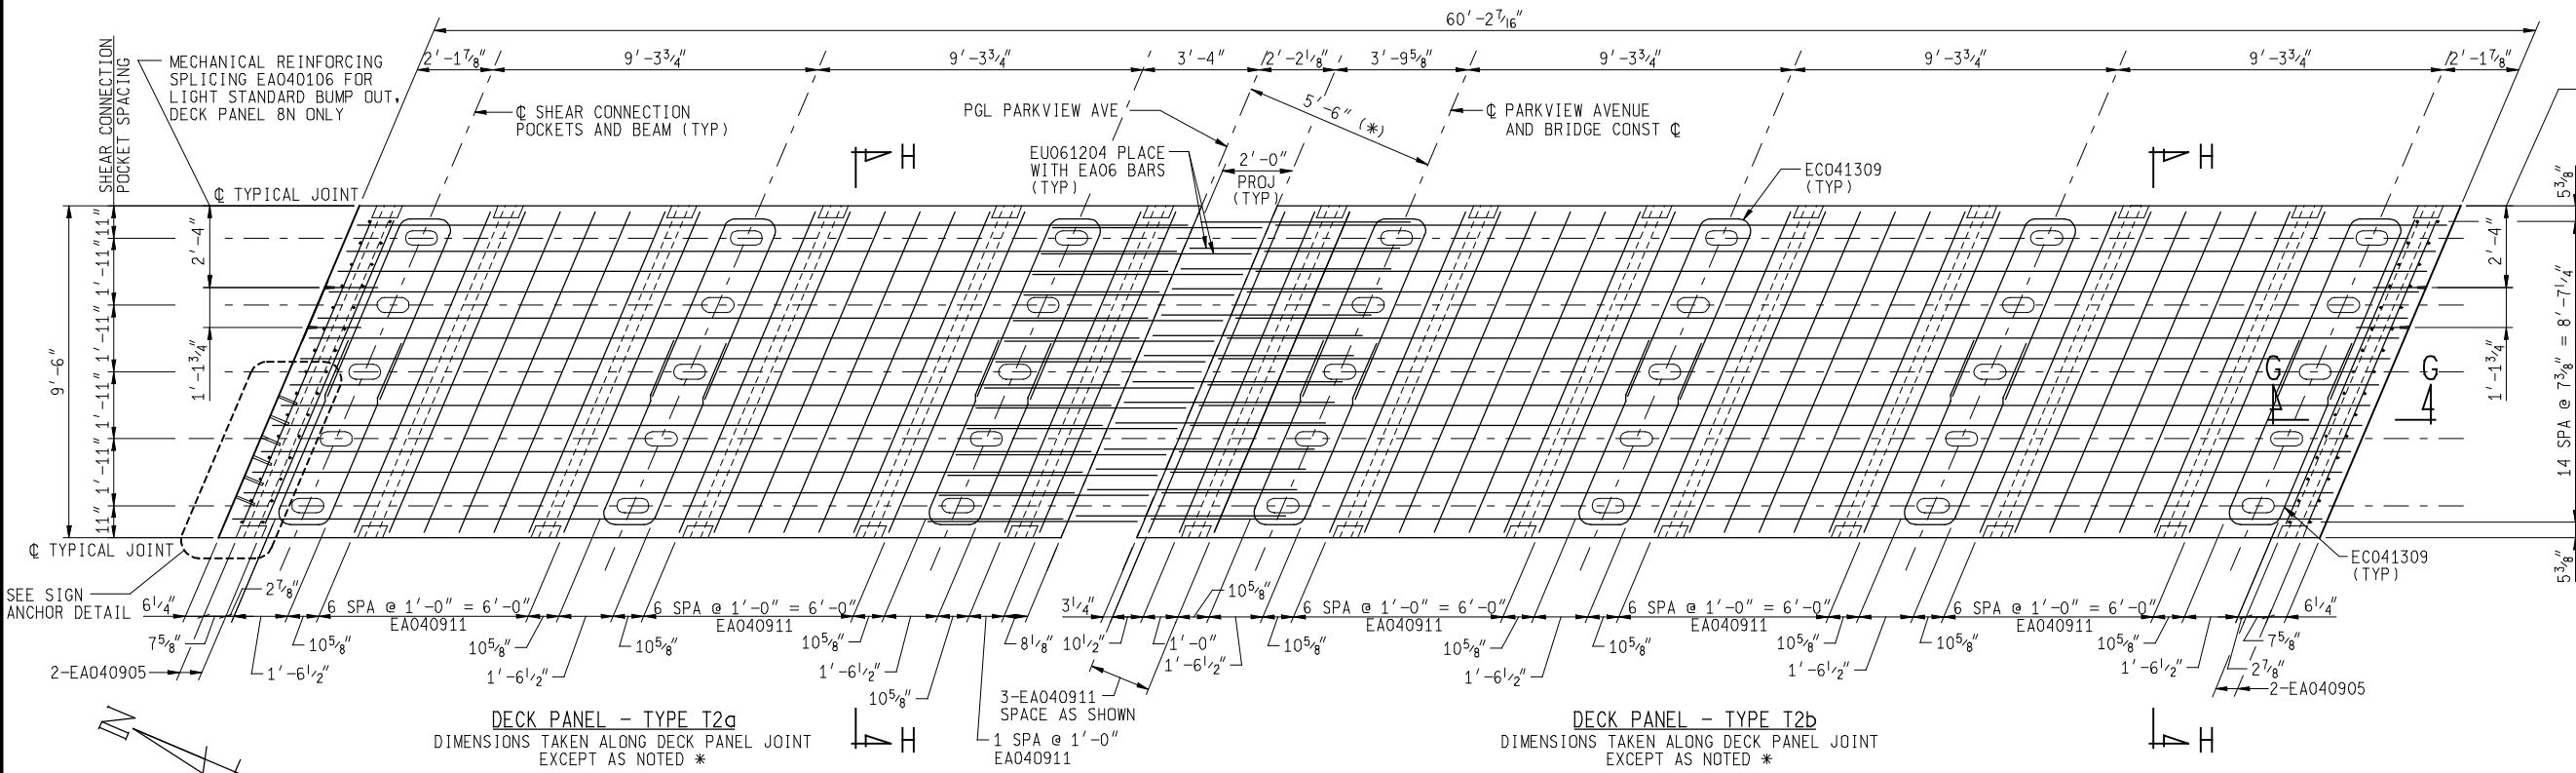 60'-2 7/16"
2'-1 7/8"
9'-3 3/4"
9'-3 3/4"
3'-4"
2'-2 1/8"
3'-9 5/8"
9'-3 3/4"
9'-3 3/4"
9'-3 3/4"
2'-1 7/8"
SHEAR CONNECTION
POCKET SPACING
MECHANICAL REINFORCING
SPLICING EA040106 FOR
LIGHT STANDARD BUMP OUT,
DECK PANEL 8N ONLY
℄ SHEAR CONNECTION
POCKETS AND BEAM (TYP)
PGL PARKVIEW AVE
5'-6" (*)
℄ PARKVIEW AVENUE
AND BRIDGE CONST ℄
H
H
EU061204 PLACE
WITH EA06 BARS
(TYP)
2'-0"
PROJ
(TYP)
EC041309
(TYP)
℄ TYPICAL JOINT
9'-6"
11"
1'-11"
1'-11"
1'-11"
1'-11"
11"
2'-4"
1'-1 3/4"
5 3/8"
2'-4"
1'-1 3/4"
14 SPA @ 7 3/8" = 8'-7 1/4"
5 3/8"
G
G
℄ TYPICAL JOINT
SEE SIGN
ANCHOR DETAIL
6 1/4"
2 7/8"
7 5/8"
2-EA040905
1'-6 1/2"
10 5/8"
6 SPA @ 1'-0" = 6'-0"
EA040911
10 5/8"
1'-6 1/2"
10 5/8"
6 SPA @ 1'-0" = 6'-0"
EA040911
10 5/8"
1'-6 1/2"
10 5/8"
8 1/8"
1 SPA @ 1'-0"
EA040911
3 1/4"
10 1/2"
1'-0"
1'-6 1/2"
10 5/8"
3-EA040911
SPACE AS SHOWN
10 5/8"
6 SPA @ 1'-0" = 6'-0"
EA040911
10 5/8"
1'-6 1/2"
10 5/8"
6 SPA @ 1'-0" = 6'-0"
EA040911
10 5/8"
1'-6 1/2"
10 5/8"
6 SPA @ 1'-0" = 6'-0"
EA040911
10 5/8"
1'-6 1/2"
6 1/4"
7 5/8"
2 7/8"
2-EA040905
EC041309
(TYP)
N
DECK PANEL - TYPE T2a
DIMENSIONS TAKEN ALONG DECK PANEL JOINT
EXCEPT AS NOTED *
H
DECK PANEL - TYPE T2b
DIMENSIONS TAKEN ALONG DECK PANEL JOINT
EXCEPT AS NOTED *
H